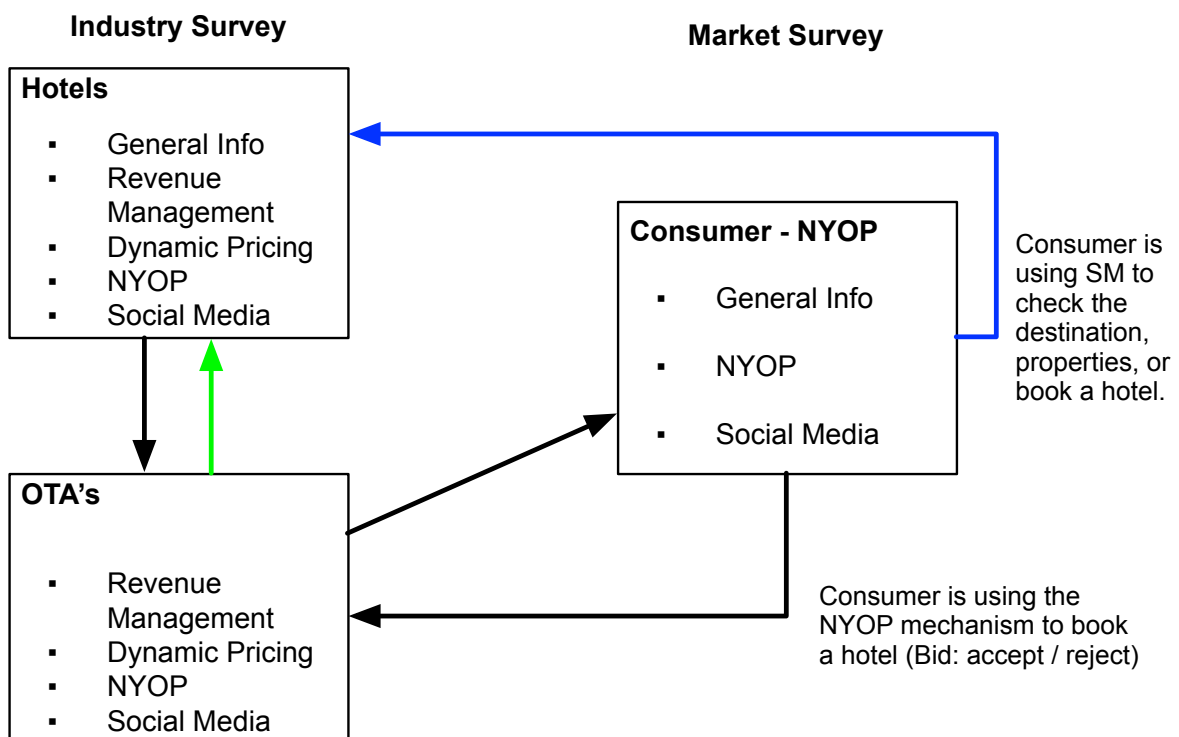 Industry Survey
Market Survey
Hotels
▪ General Info
▪ Revenue
Management
▪ Dynamic Pricing
▪ NYOP
▪ Social Media
Consumer - NYOP
▪ General Info
▪ NYOP
▪ Social Media
Consumer is
using SM to
check the
destination,
properties, or
book a hotel.
OTA's
▪ Revenue
Management
▪ Dynamic Pricing
▪ NYOP
▪ Social Media
Consumer is using the
NYOP mechanism to book
a hotel (Bid: accept / reject)